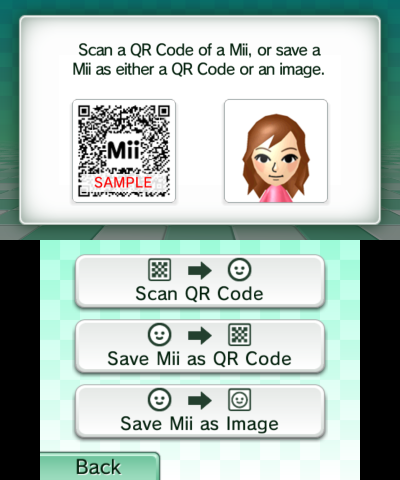 Scan a QR Code of a Mii, or save a
Mii as either a QR Code or an image.
Mii
SAMPLE
Scan QR Code
Save Mii as QR Code
Save Mii as Image
Back